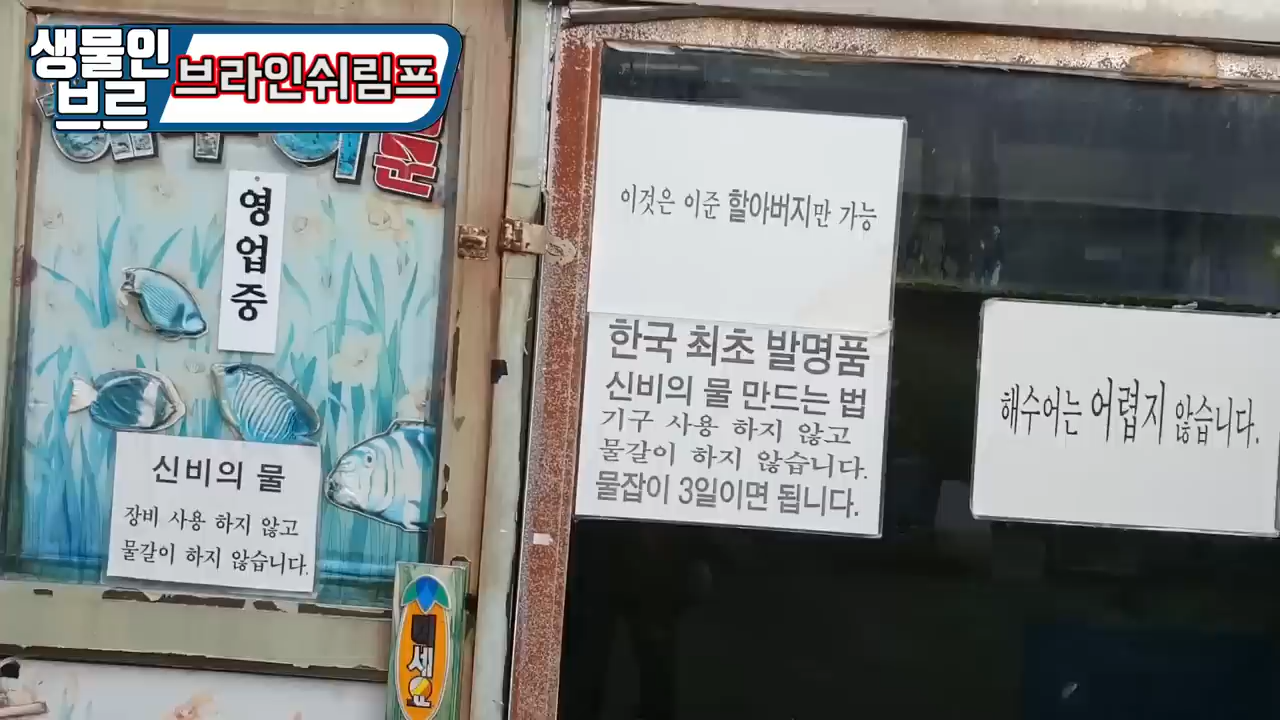 생물인
브르
브라인쉬림프
영업중
신비의 물
장비 사용 하지 않고
물갈이 하지 않습니다.
미세요
이것은 이준 할아버지만 가능
한국 최초 발명품
신비의 물 만드는 법
기구 사용 하지 않고
물갈이 하지 않습니다.
물잡이 3일이면 됩니다.
해수어는 어렵지 않습니다.